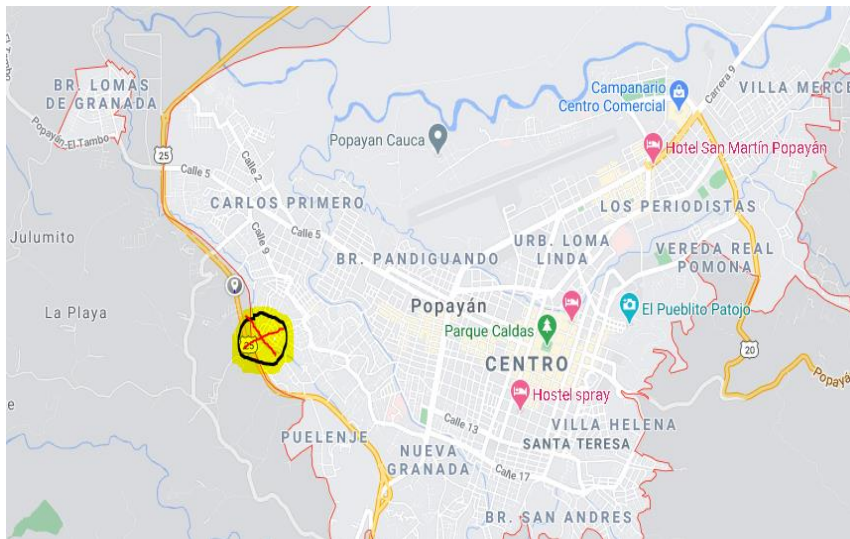 El Tambo
BR. LOMAS
DE GRANADA
Popayán-El Tambo
25
Calle 5
Calle 2
CARLOS PRIMERO
Calle 9
Calle 5
Julumito
La Playa
25
PUELENJE
Popayan Cauca
BR. PANDIGUANDO
Popayán
Parque Caldas
CENTRO
Hostel spray
Calle 13
NUEVA
GRANADA
Calle 17
BR. SAN ANDRES
VILLA HELENA
SANTA TERESA
URB. LOMA
LINDA
El Pueblito Patojo
VEREDA REAL
POMONA
LOS PERIODISTAS
Hotel San Martín Popayán
Campanario
Centro Comercial
Carrera 9
VILLA MERCE
20
Popayá
e